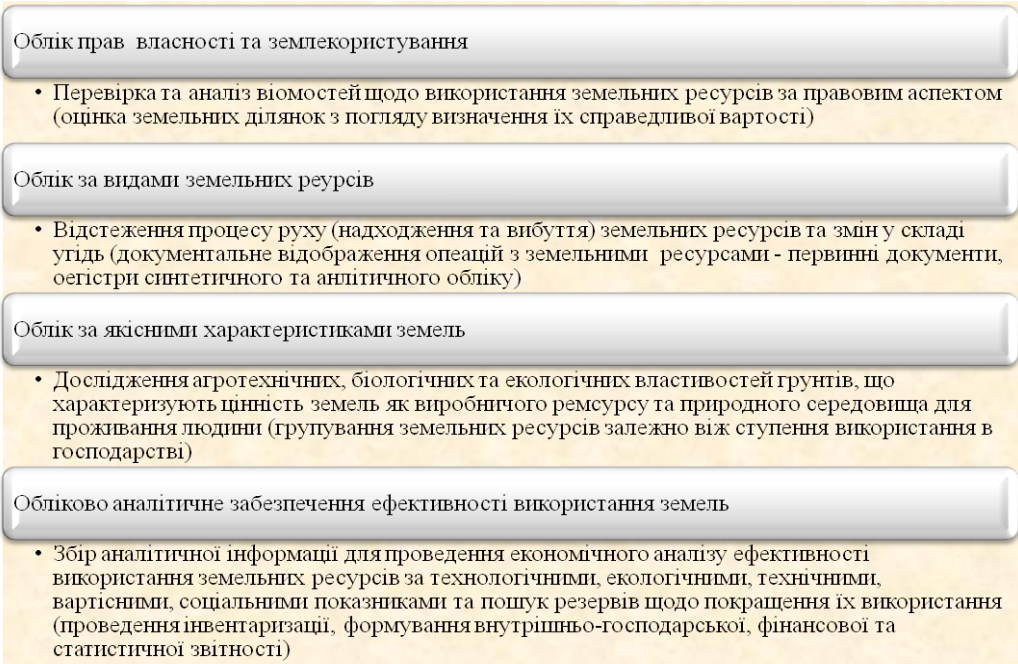 Облік прав власності та землекористування
• Перевірка та аналіз віомостей щодо використання земельних ресурсів за правовим аспектом
(оцінка земельних ділянок з погляду визначення їх справедливої вартості)
Облік за видами земельних реурсів
• Відстеження процесу руху (надходження та вибуття) земельних ресурсів та змін у складі
угідь (документальне відображення опеацій з земельними ресурсами - первинні документи,
оегістри синтетичного та анлітичного обліку)
Облік за якісними характеристиками земель
• Дослідження агротехнічних, біологічних та екологічних властивостей грунтів, що
характеризують цінність земель як виробничого ремсурсу та природного середовища для
проживання людини (групування земельних ресурсів залежно віж ступення використання в
господарстві)
Обліково аналітичне забезпечення ефективності використання земель
• Збір аналітичної інформації для проведення економічного аналізу ефективності
використання земельних ресурсів за технологічними, екологічними, технічними,
вартісними, соціальними показниками та пошук резервів щодо покращення їх використання
(проведення інвентаризації, формування внутрішньо-господарської, фінансової та
статистичної звітності)